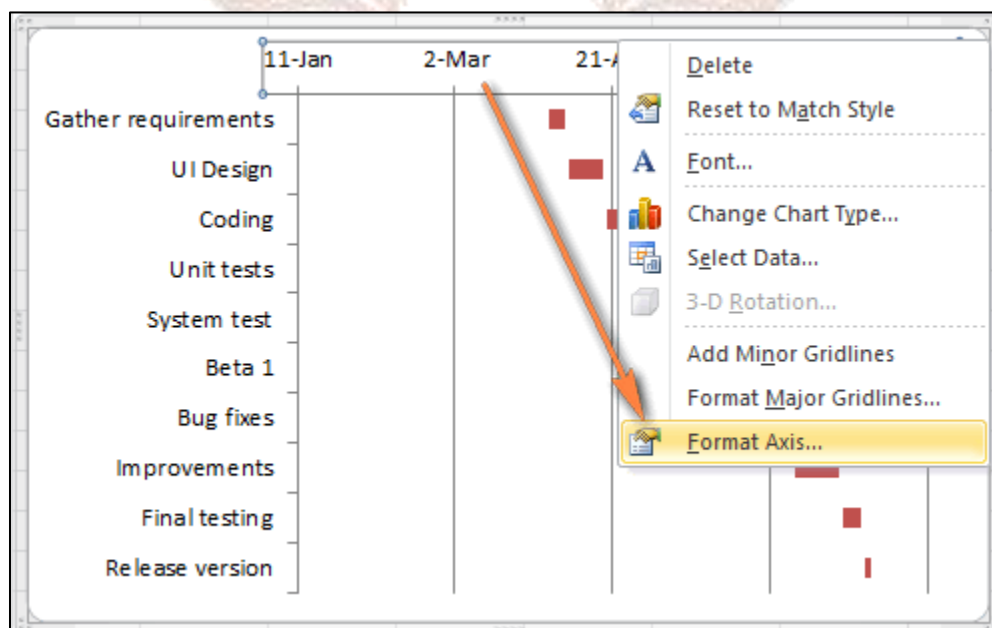 11-Jan 2-Mar 21-
Gather requirements
UI Design
Coding
Unit tests
System test
Beta 1
Bug fixes
Improvements
Final testing
Release version
Delete
Reset to Match Style
Font...
Change Chart Type...
Select Data...
3-D Rotation...
Add Minor Gridlines
Format Major Gridlines...
Format Axis...